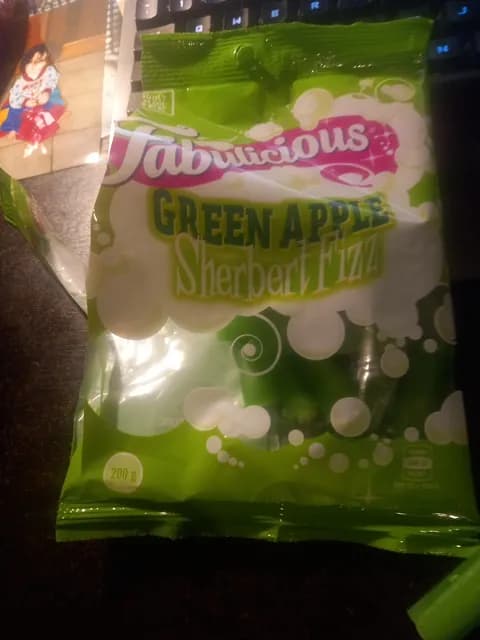 Fabulicious
GREEN APPLE
Sherbert Fizz
200 g